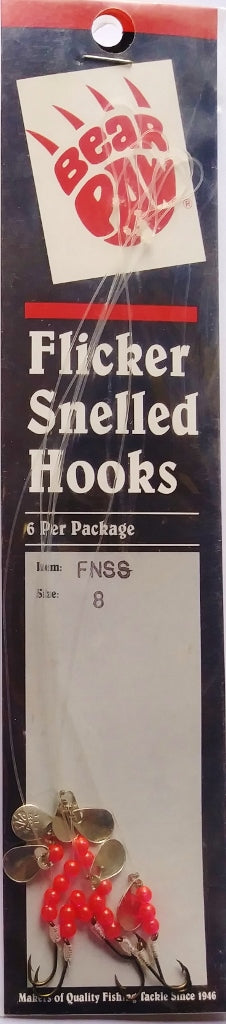 Bear
Paw
®
Flicker
Snelled
Hooks
6 Per Package
Item: FNSS
Size: 8
Makers of Quality Fishing Tackle Since 1946